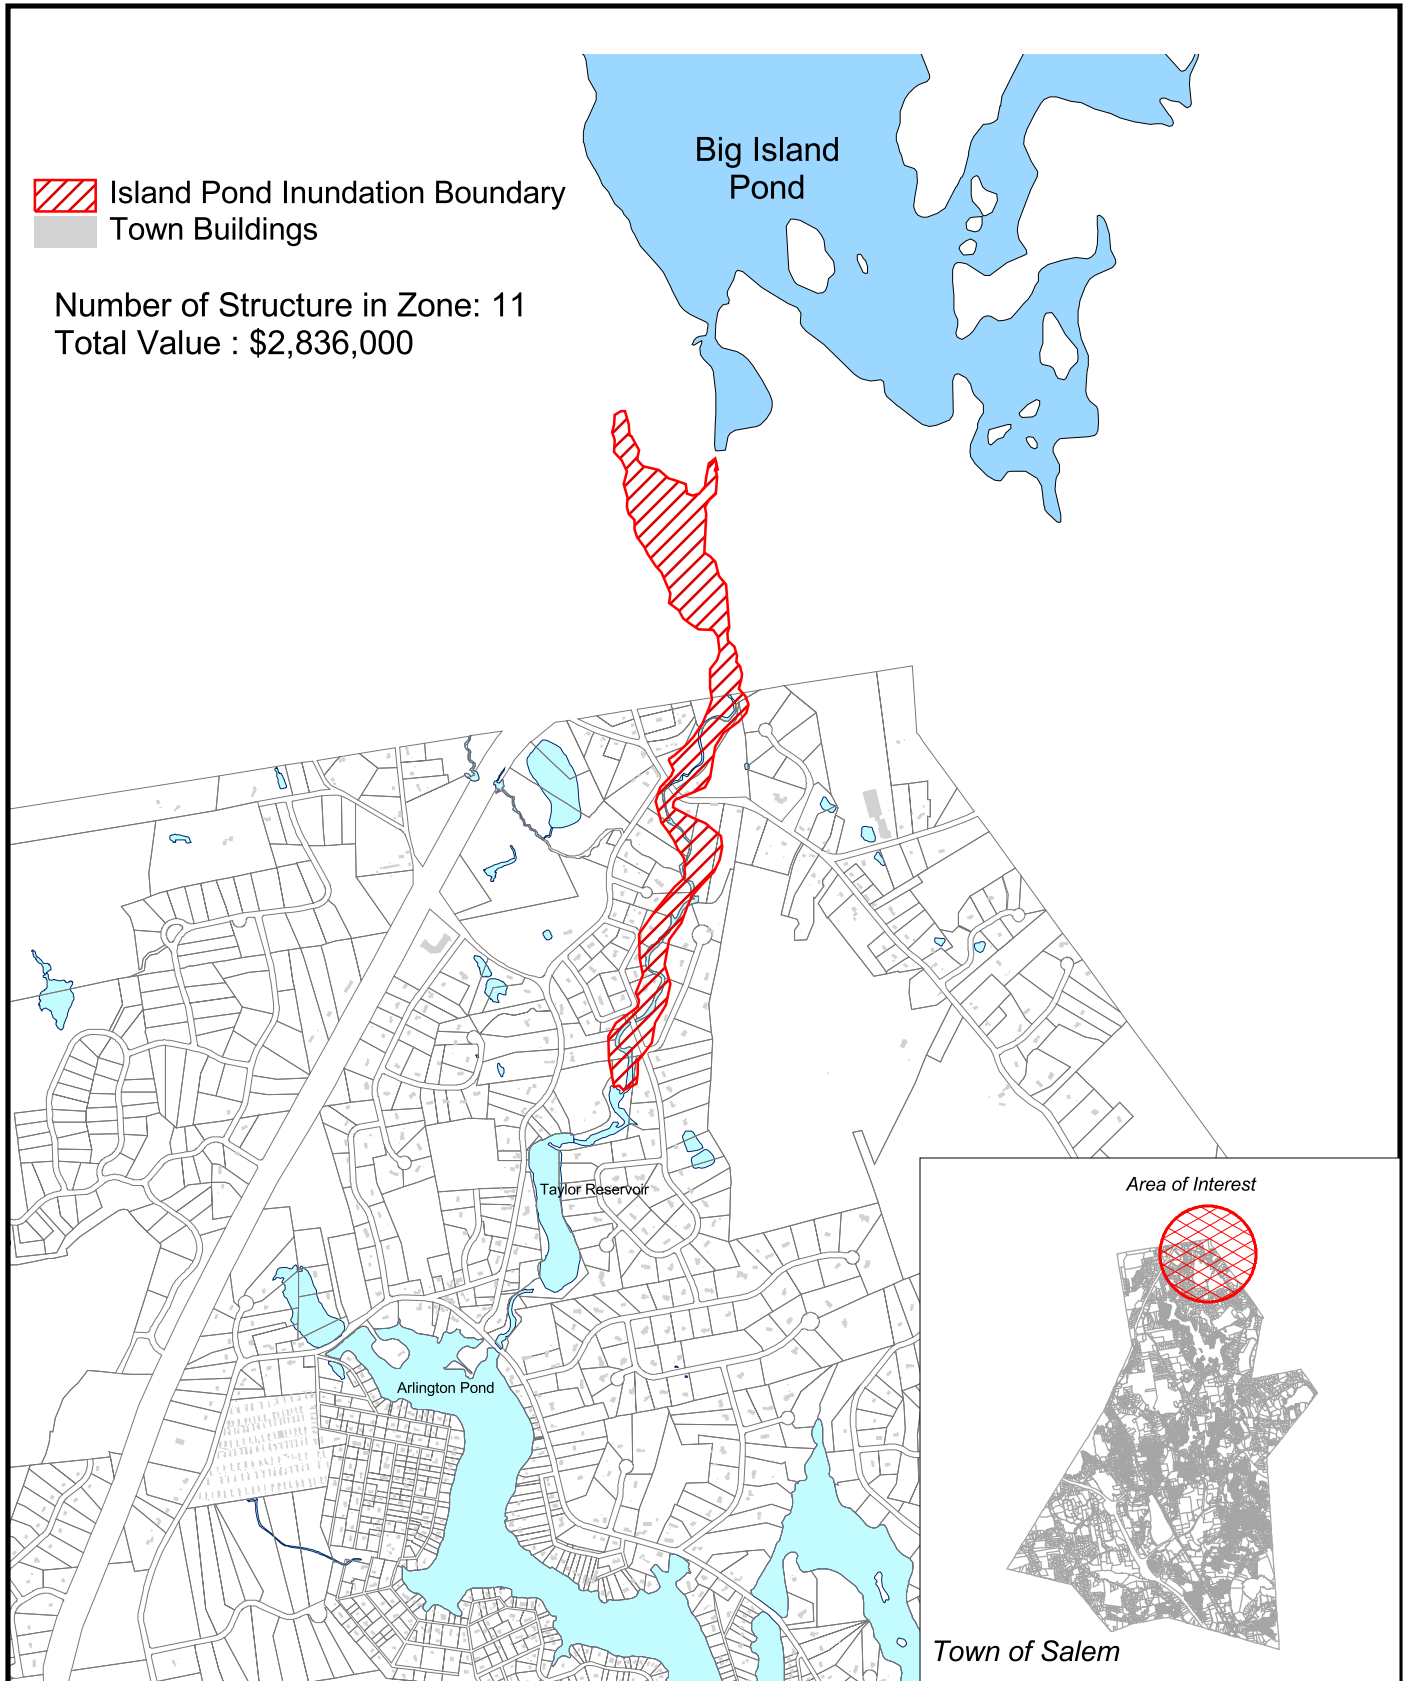 Big Island
Pond
Island Pond Inundation Boundary
Town Buildings
Number of Structure in Zone: 11
Total Value : $2,836,000
Taylor Reservoir
Arlington Pond
Area of Interest
Town of Salem